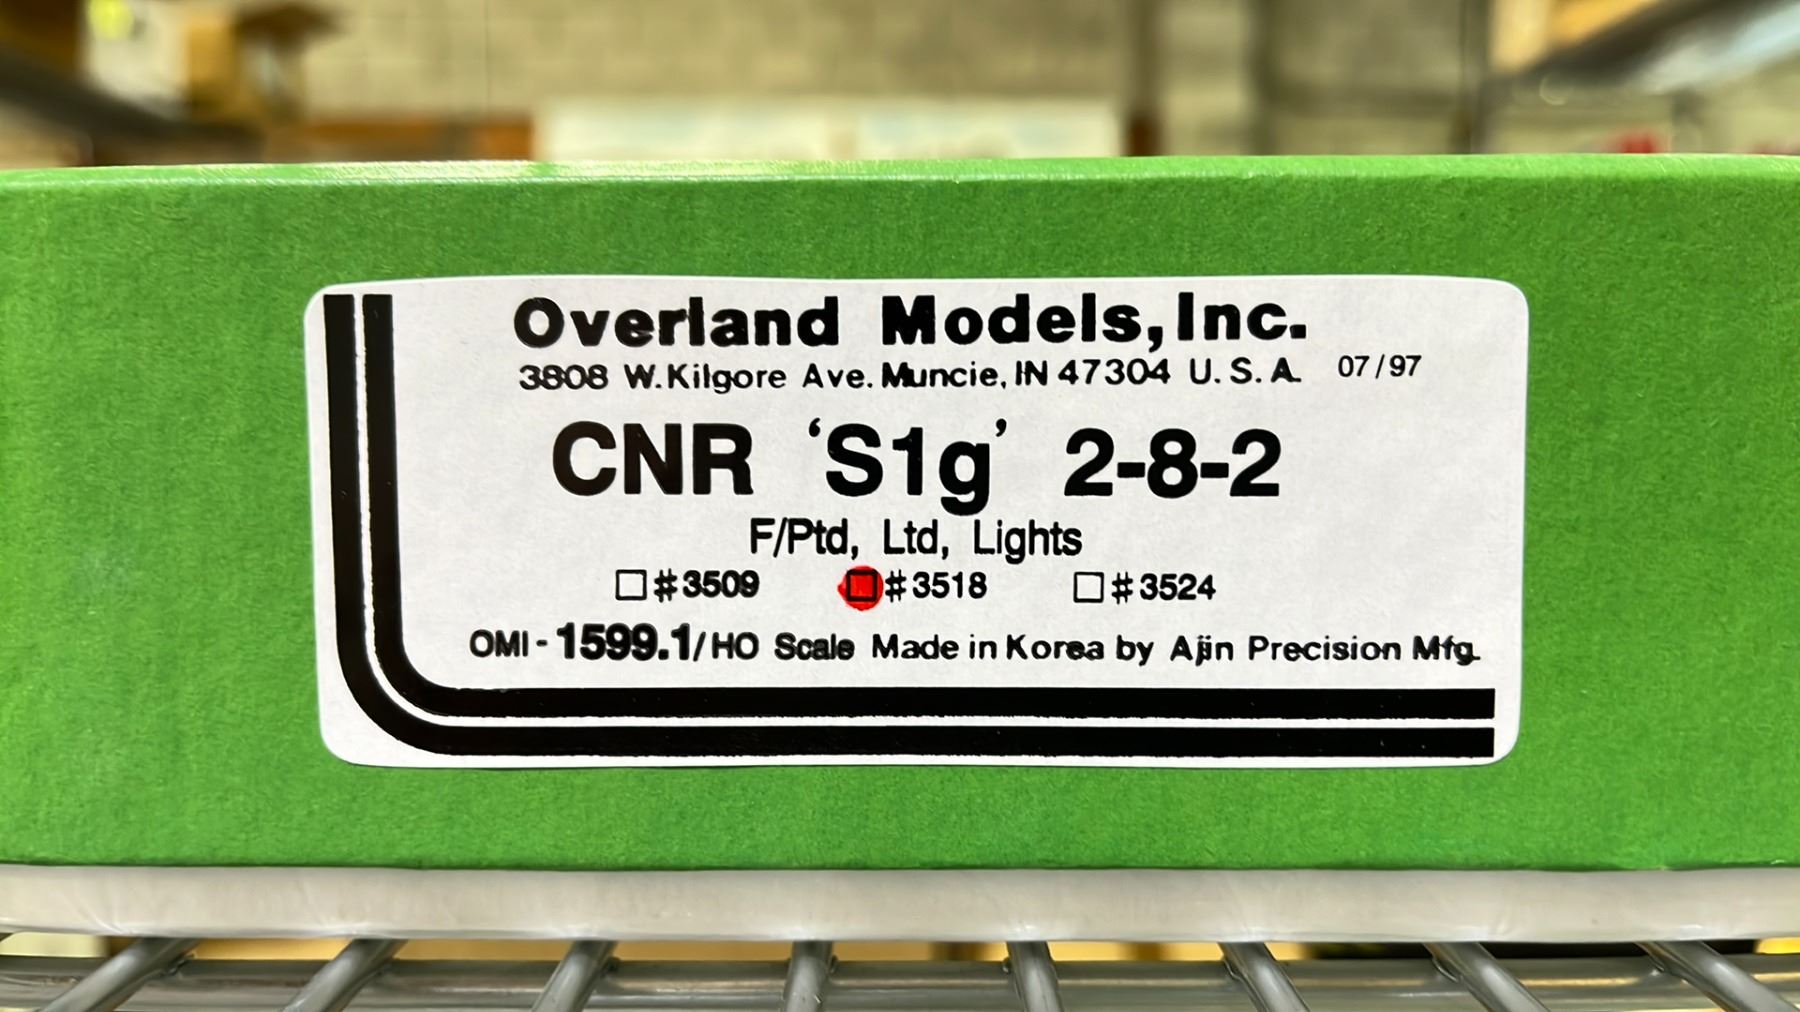 Overland Models, Inc.
3808 W. Kilgore Ave. Muncie, IN 47304 U. S. A. 07/97
CNR ‘S1g’ 2-8-2
F/Ptd, Ltd, Lights
□#3509 □#3518 □#3524
OMI - 1599.1/HO Scale Made in Korea by Ajin Precision Mfg.